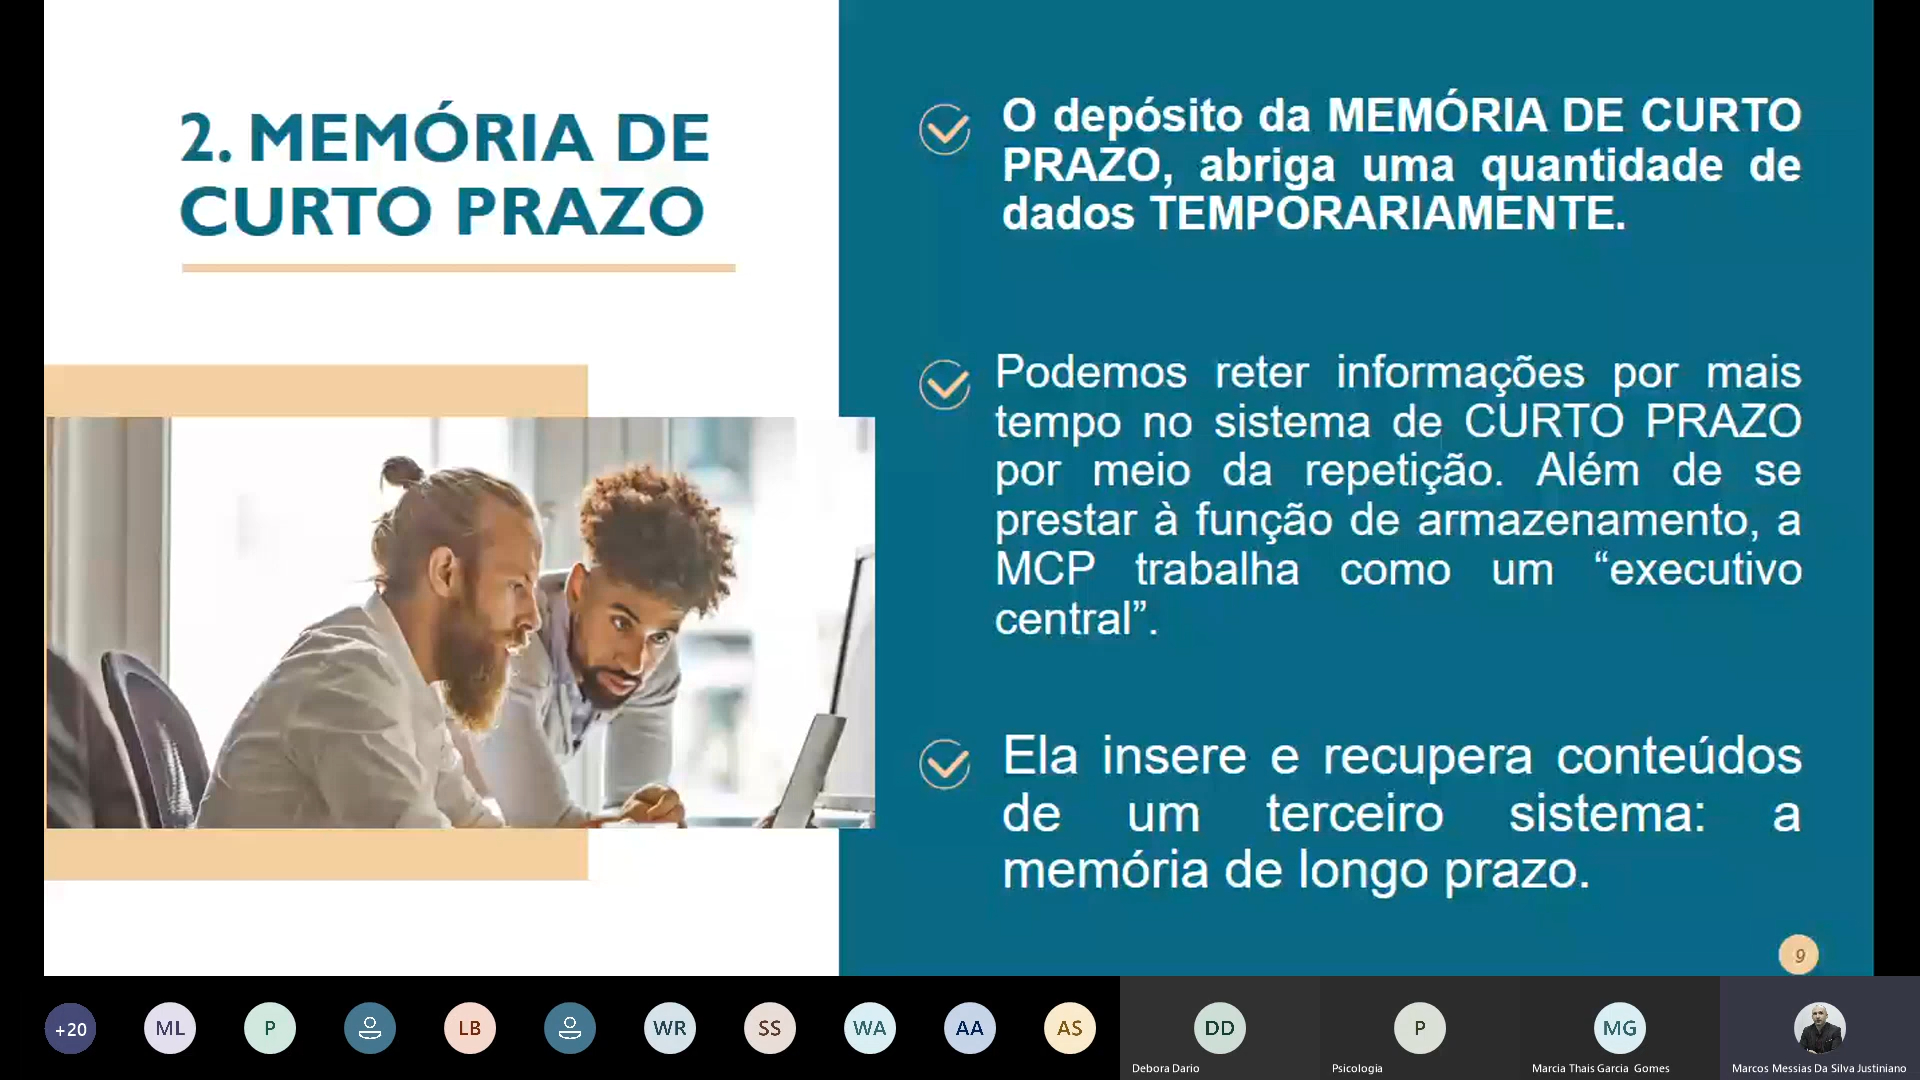 2. MEMÓRIA DE
CURTO PRAZO
O depósito da MEMÓRIA DE CURTO
PRAZO, abriga uma quantidade de
dados TEMPORARIAMENTE.
Podemos reter informações por mais
tempo no sistema de CURTO PRAZO
por meio da repetição. Além de se
prestar à função de armazenamento, a
MCP trabalha como um “executivo
central”.
Ela insere e recupera conteúdos
de um terceiro sistema: a
memória de longo prazo.
9
+20
ML
P
LB
WR
SS
WA
AA
AS
DD
Debora Dario
P
Psicologia
MG
Marcia Thais Garcia Gomes
Marcos Messias Da Silva Justiniano